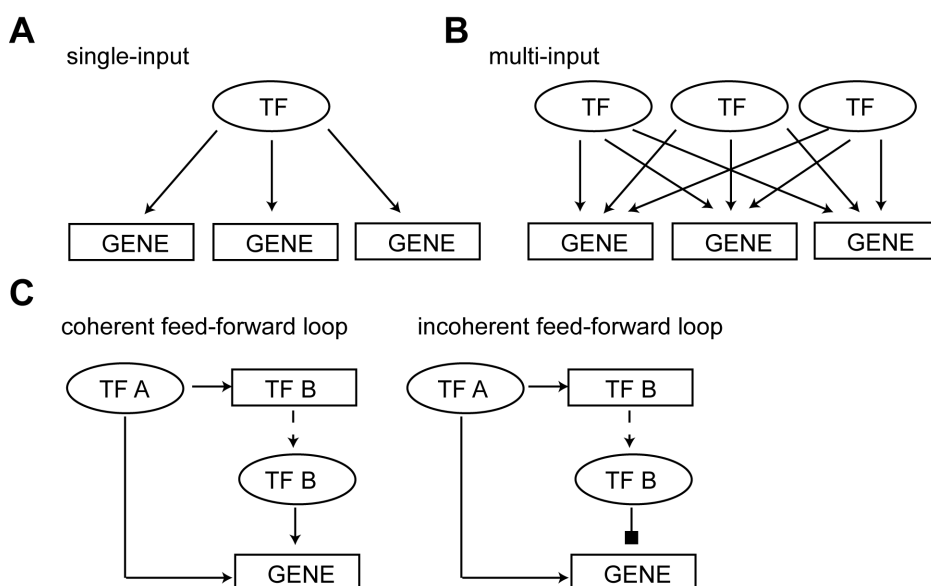 A
single-input
TF
GENE GENE GENE
B
multi-input
TF TF TF
GENE GENE GENE
C
coherent feed-forward loop
TF A TF B
TF B
GENE
incoherent feed-forward loop
TF A TF B
TF B
GENE